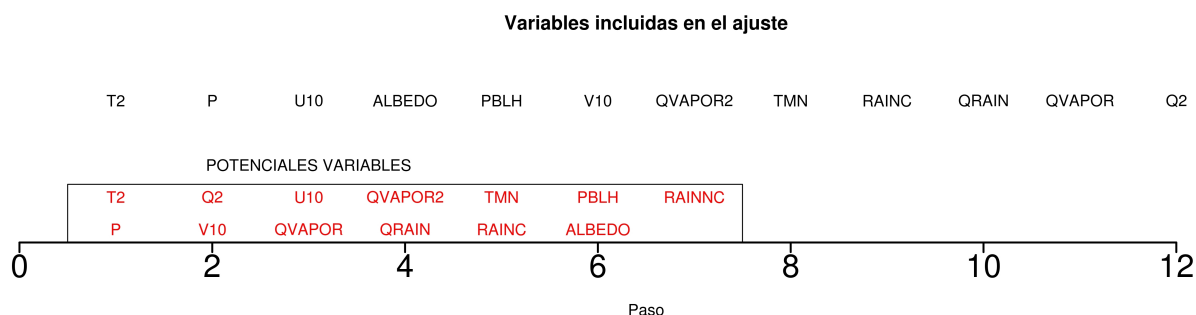 Variables incluidas en el ajuste
T2 P U10 ALBEDO PBLH V10 QVAPOR2 TMN RAINC QRAIN QVAPOR Q2
POTENCIALES VARIABLES
T2 Q2 U10 QVAPOR2 TMN PBLH RAINNC
P V10 QVAPOR QRAIN RAINC ALBEDO
0 2 4 6 8 10 12
Paso